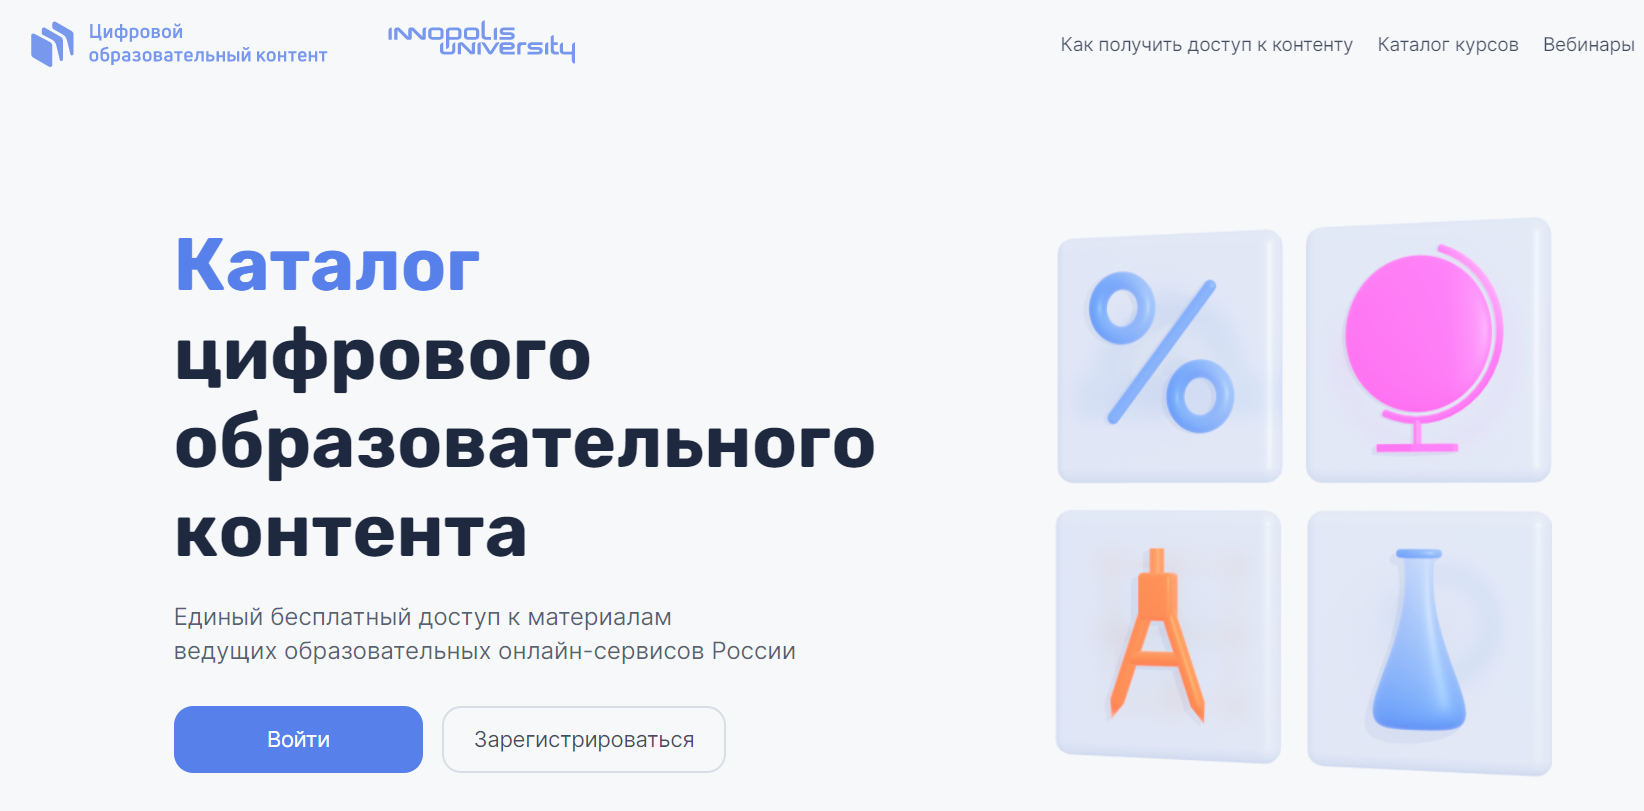 Цифровой
образовательный контент
innopolis
university
Как получить доступ к контенту
Каталог курсов
Вебинары
Каталог
цифрового
образовательного
контента
Единый бесплатный доступ к материалам
ведущих образовательных онлайн-сервисов России
Войти
Зарегистрироваться
%